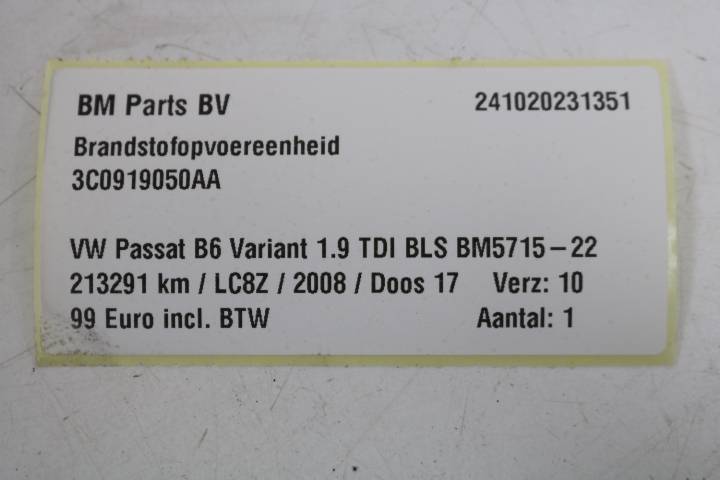 BM Parts BV 241020231351
Brandstofopvoereenheid
3C0919050AA
VW Passat B6 Variant 1.9 TDI BLS BM5715-22
213291 km / LC8Z / 2008 / Doos 17 Verz: 10
99 Euro incl. BTW Aantal: 1